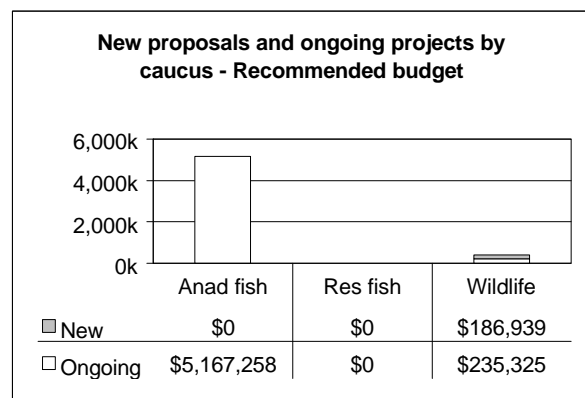 New proposals and ongoing projects by
caucus - Recommended budget
6,000k
4,000k
2,000k
0k
Anad fish Res fish Wildlife
New $0 $0 $186,939
Ongoing $5,167,258 $0 $235,325